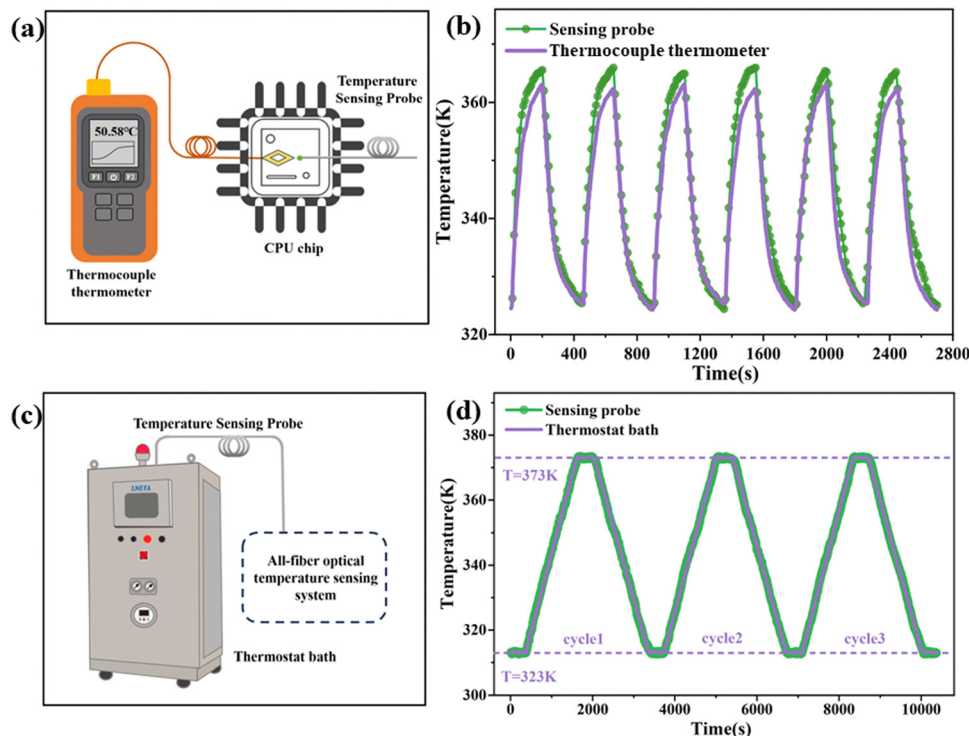 (a)
50.58℃
F1
F2
Thermocouple
thermometer
Temperature
Sensing Probe
CPU chip
(b)
Sensing probe
Thermocouple thermometer
Temperature(K)
360
340
320
0 400 800 1200 1600 2000 2400 2800
Time(s)
(c)
Temperature Sensing Probe
All-fiber optical
temperature sensing
system
Thermostat bath
(d)
Sensing probe
Thermostat bath
Temperature(K)
390
380
360
340
320
300
T=373K
cycle1 cycle2 cycle3
T=323K
0 2000 4000 6000 8000 10000
Time(s)